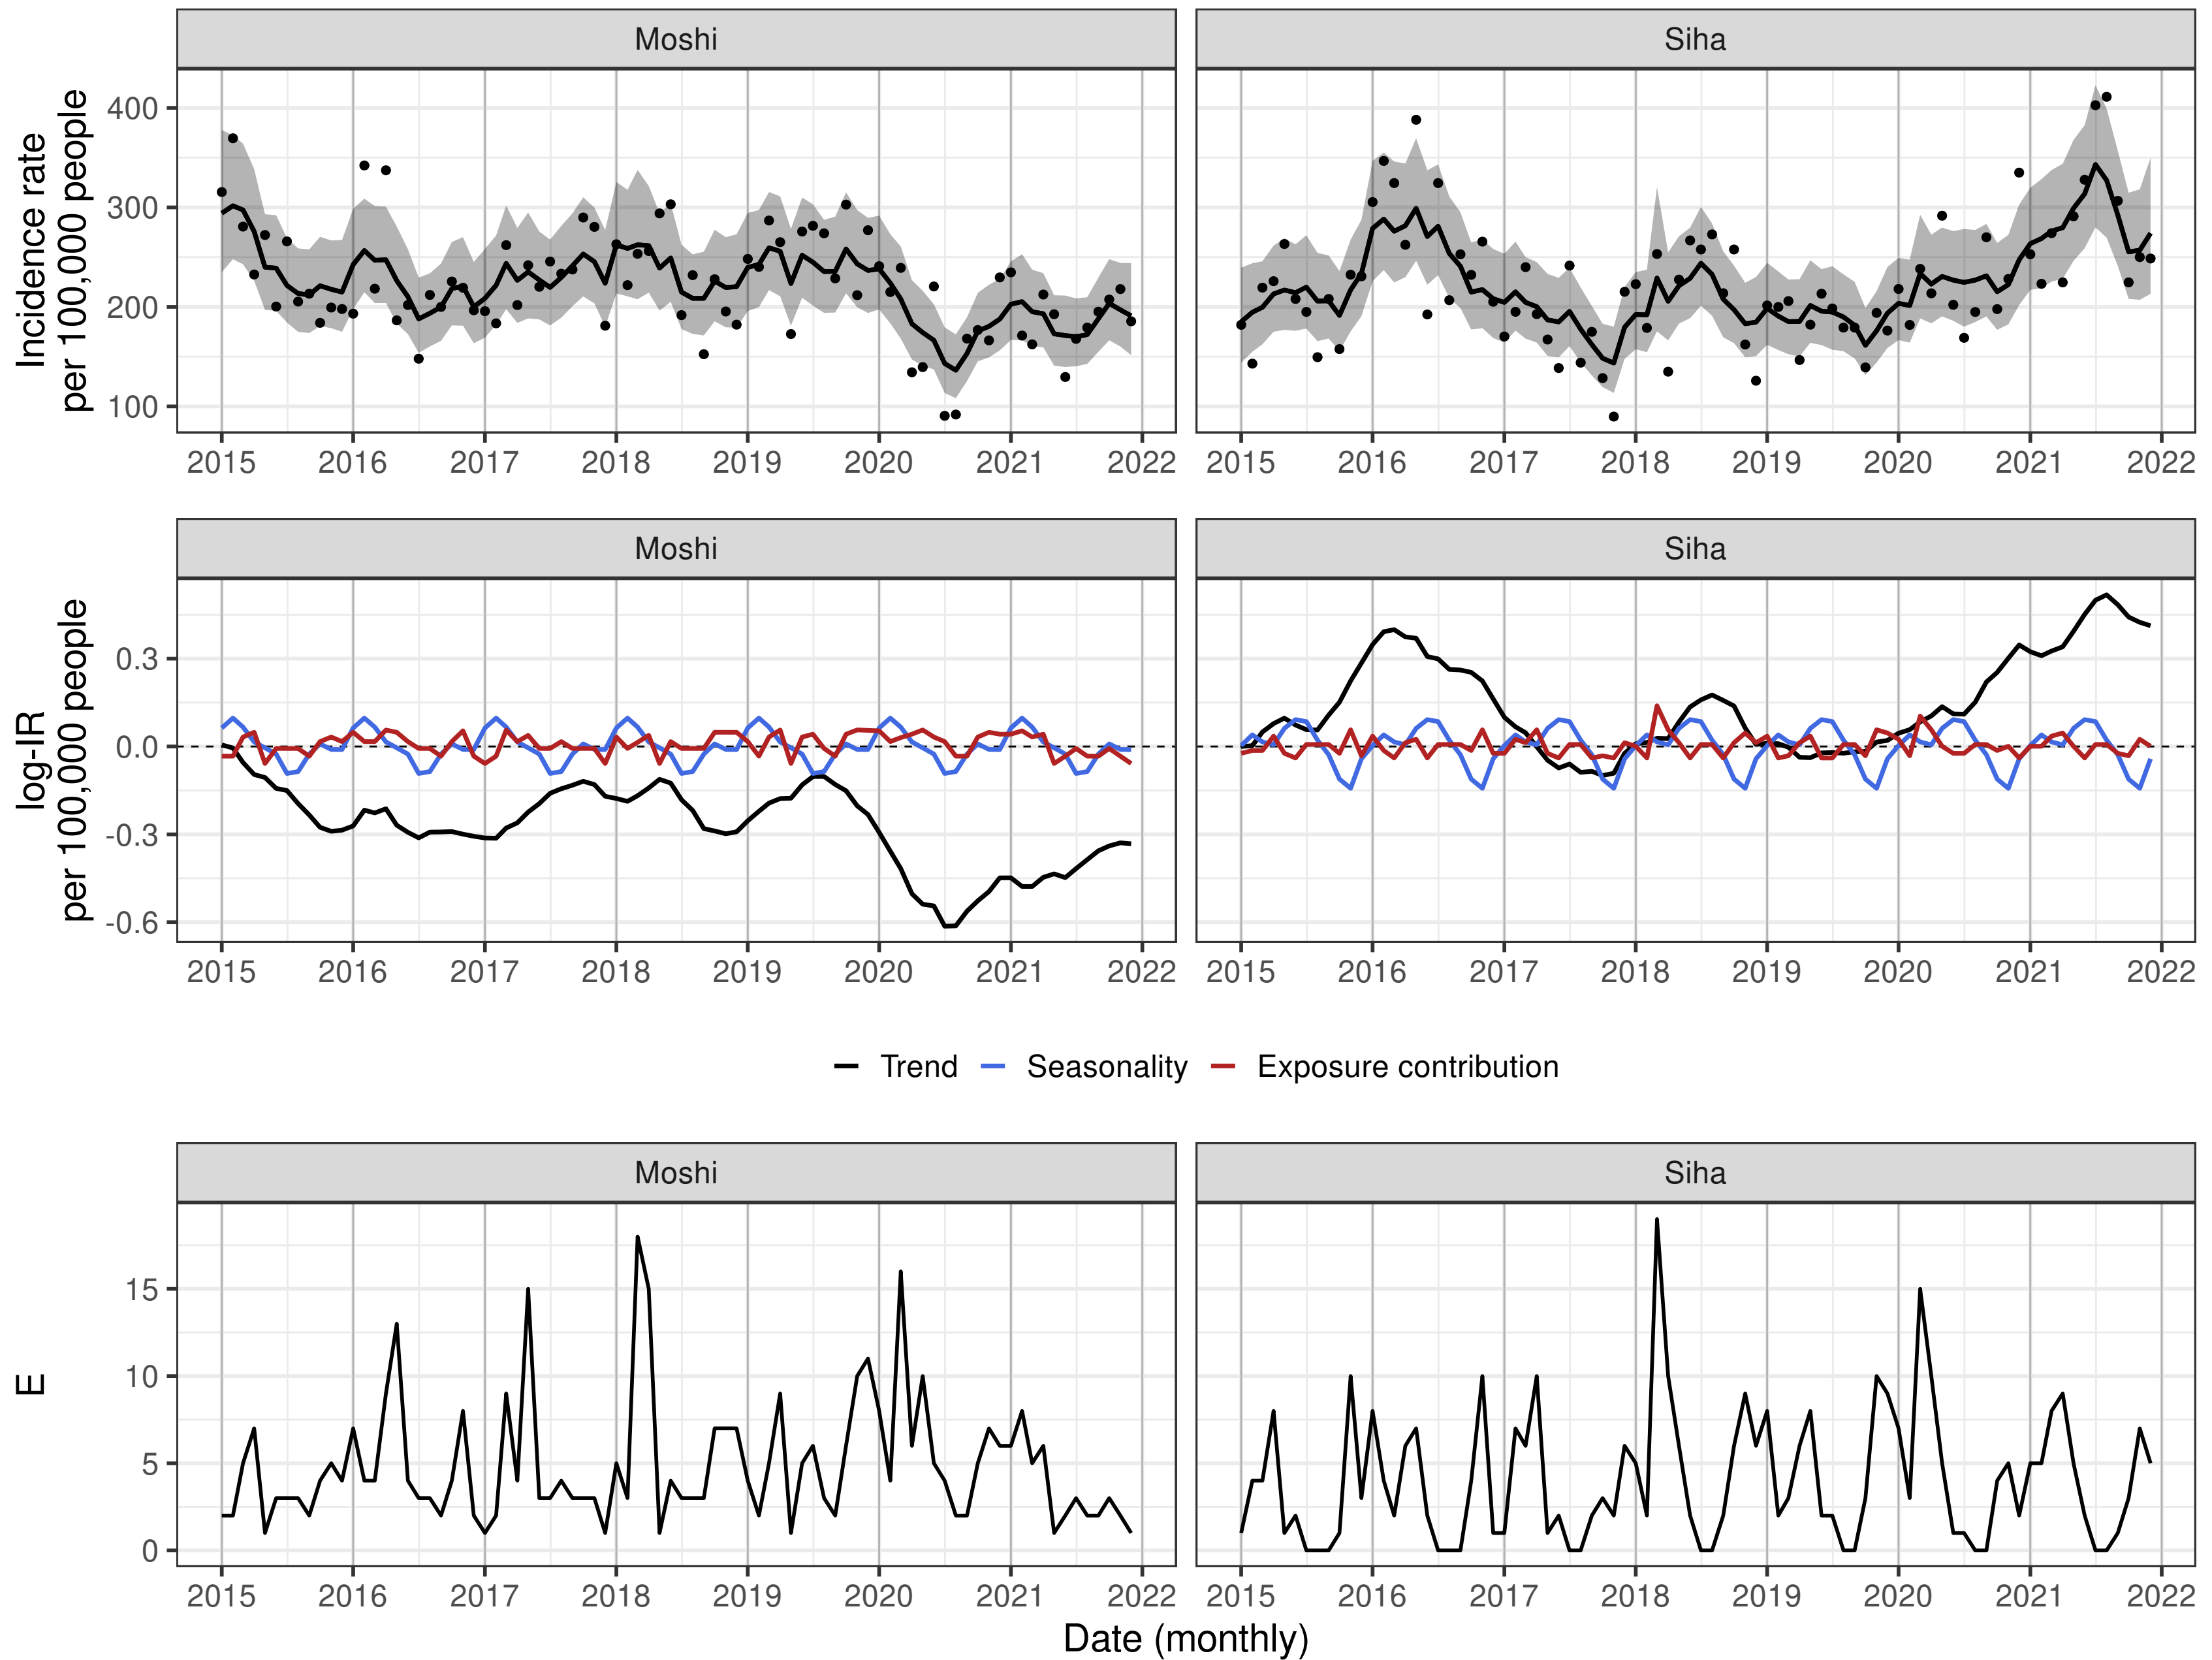 Moshi
Siha
Incidence rate
per 100,000 people
400
300
200
100
2015 2016 2017 2018 2019 2020 2021 2022
2015 2016 2017 2018 2019 2020 2021 2022
Moshi
Siha
log-IR
per 100,000 people
0.3
0.0
-0.3
-0.6
2015 2016 2017 2018 2019 2020 2021 2022
2015 2016 2017 2018 2019 2020 2021 2022
Trend Seasonality Exposure contribution
Moshi
Siha
E
15
10
5
0
2015 2016 2017 2018 2019 2020 2021 2022
2015 2016 2017 2018 2019 2020 2021 2022
Date (monthly)